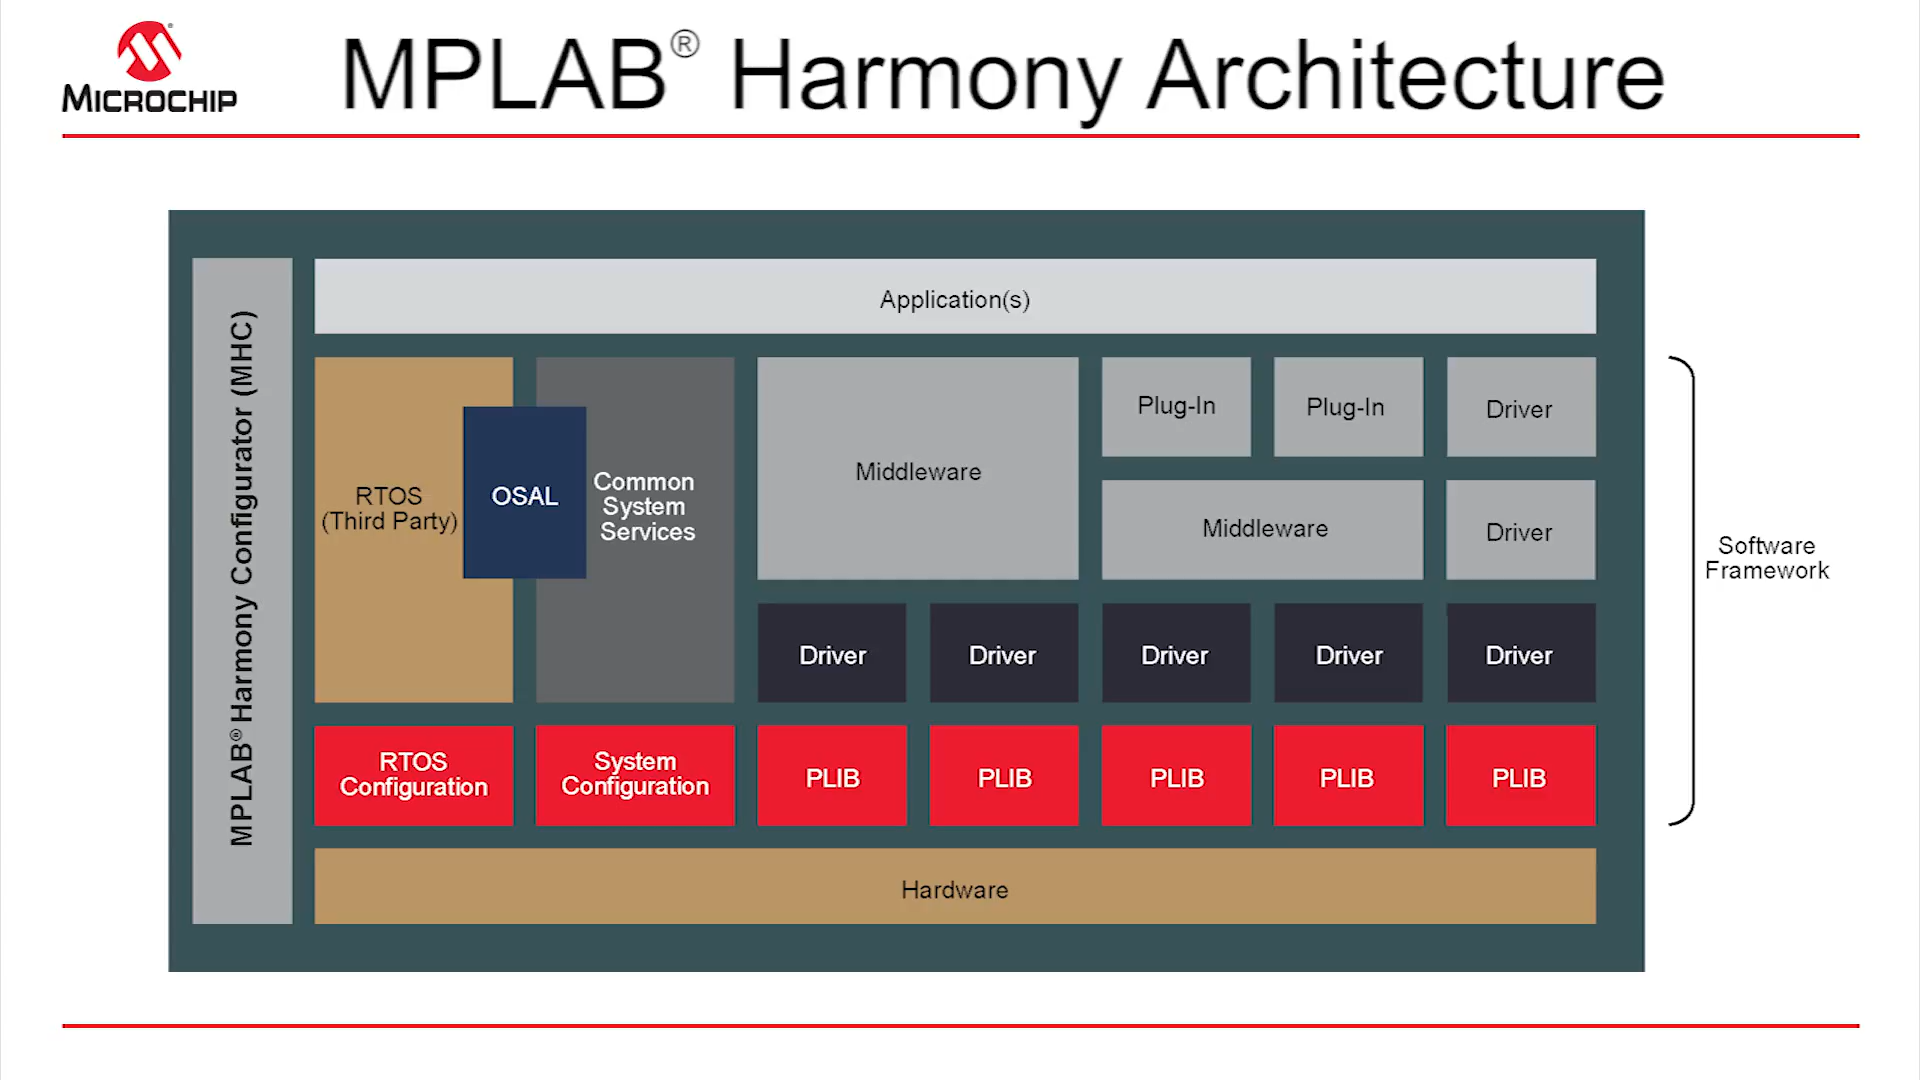 MICROCHIP
MPLAB® Harmony Architecture
MPLAB® Harmony Configurator (MHC)
Application(s)
RTOS
(Third Party)
OSAL
Common
System
Services
Middleware
Plug-In
Plug-In
Driver
Middleware
Driver
Driver
Driver
Driver
Driver
Driver
RTOS
Configuration
System
Configuration
PLIB
PLIB
PLIB
PLIB
PLIB
Hardware
Software
Framework